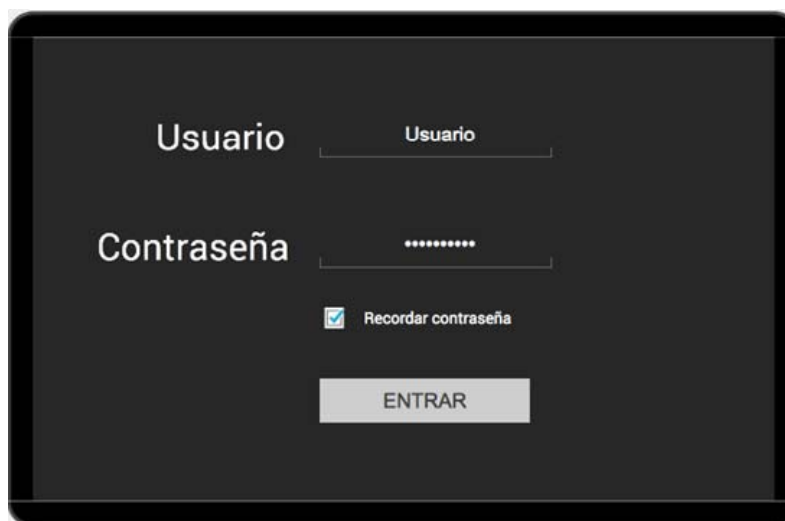 Usuario Usuario
Contraseña ••••••••••
Recordar contraseña
ENTRAR